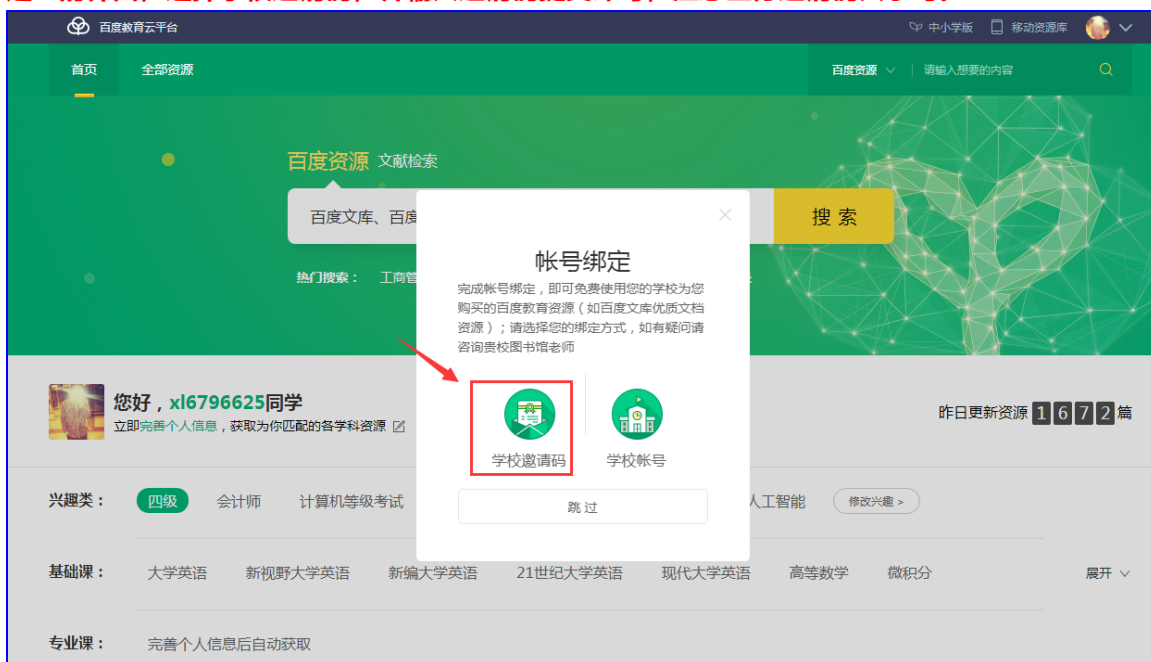 百度教育云平台
中小学版 移动资源库
首页 全部资源 百度资源 请输入想要的内容
百度资源 文献检索
百度文库、百度
搜索
热门搜索： 工商管
帐号绑定
完成帐号绑定，即可免费使用您的学校为您
购买的百度教育资源（如百度文库优质文档
资源）；请选择您的绑定方式，如有疑问请
咨询贵校图书馆老师
学校邀请码 学校帐号
跳过
您好，xl6796625同学
立即完善个人信息，获取为你匹配的各学科资源
昨日更新资源 1 6 7 2 篇
兴趣类： 四级 会计师 计算机等级考试 人工智能 修改兴趣 >
基础课： 大学英语 新视野大学英语 新编大学英语 21世纪大学英语 现代大学英语 高等数学 微积分 展开
专业课： 完善个人信息后自动获取